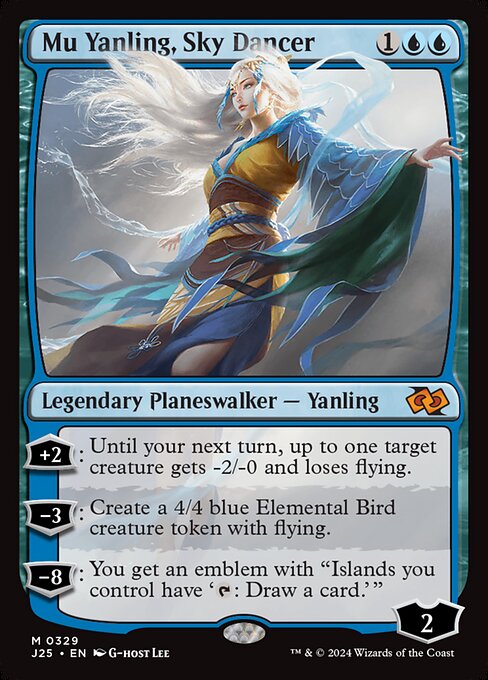 Mu Yanling, Sky Dancer 1
Legendary Planeswalker — Yanling
+2: Until your next turn, up to one target
creature gets -2/-0 and loses flying.
−3: Create a 4/4 blue Elemental Bird
creature token with flying.
−8: You get an emblem with “Islands you
control have ‘: Draw a card.’”
2
M 0329
J25 • EN G-host Lee
™ & © 2024 Wizards of the Coast